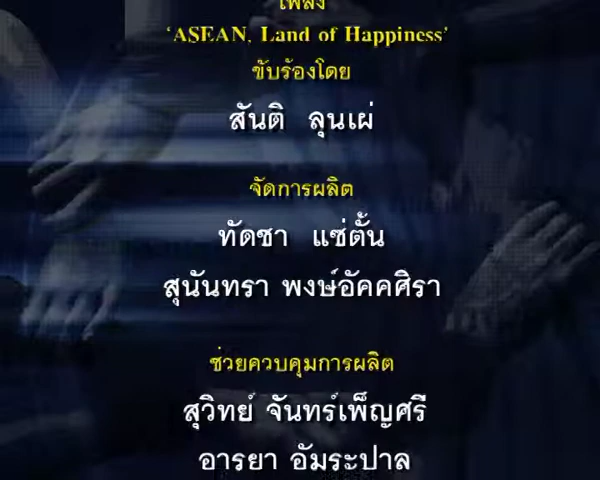 เพลง
‘ASEAN, Land of Happiness’
ขับร้องโดย
สันติ ลุนเผ่
จัดการผลิต
ทัดชา แซ่ตั้น
สุนันทรา พงษ์อัคคศิรา
ช่วยควบคุมการผลิต
สุวิทย์ จันทร์เพ็ญศรี
อารยา อัมระปาล